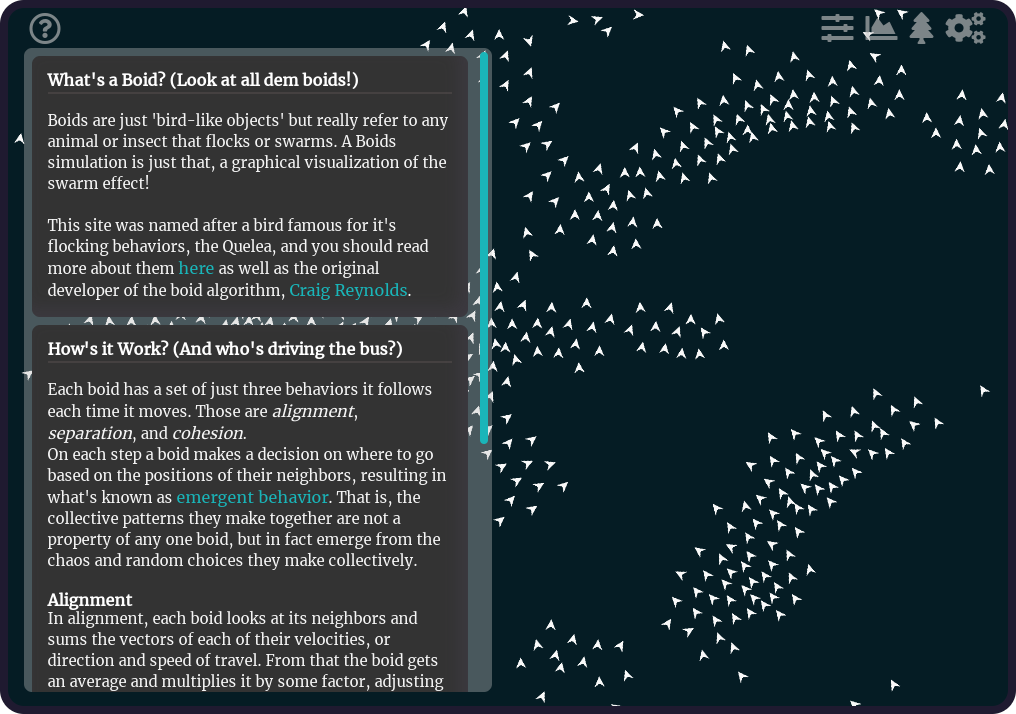 What's a Boid? (Look at all dem boids!)
Boids are just 'bird-like objects' but really refer to any
animal or insect that flocks or swarms. A Boids
simulation is just that, a graphical visualization of the
swarm effect!
This site was named after a bird famous for it's
flocking behaviors, the Quelea, and you should read
more about them here as well as the original
developer of the boid algorithm, Craig Reynolds.
How's it Work? (And who's driving the bus?)
Each boid has a set of just three behaviors it follows
each time it moves. Those are alignment,
separation, and cohesion.
On each step a boid makes a decision on where to go
based on the positions of their neighbors, resulting in
what's known as emergent behavior. That is, the
collective patterns they make together are not a
property of any one boid, but in fact emerge from the
chaos and random choices they make collectively.
Alignment
In alignment, each boid looks at its neighbors and
sums the vectors of each of their velocities, or
direction and speed of travel. From that the boid gets
an average and multiplies it by some factor, adjusting